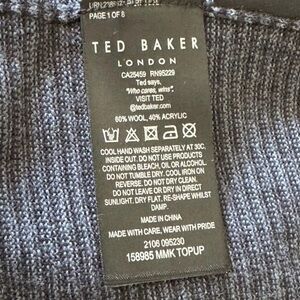 PAGE 1 OF 8
TED BAKER
LONDON
CA25459 RN95229
Ted says,
"Who cares, wins".
VISIT TED
@tedbaker.com
60% WOOL, 40% ACRYLIC
COOL HAND WASH SEPARATELY AT 30C.
INSIDE OUT. DO NOT USE PRODUCTS
CONTAINING BLEACH, OIL OR ALCOHOL.
DO NOT TUMBLE DRY. COOL IRON ON
REVERSE. DO NOT DRY CLEAN.
DO NOT LEAVE OR DRY IN DIRECT
SUNLIGHT. DRY FLAT. RE-SHAPE WHILST
DAMP.
MADE IN CHINA
MADE WITH CARE, WEAR WITH PRIDE
2106 095230
158985 MMK TOPUP